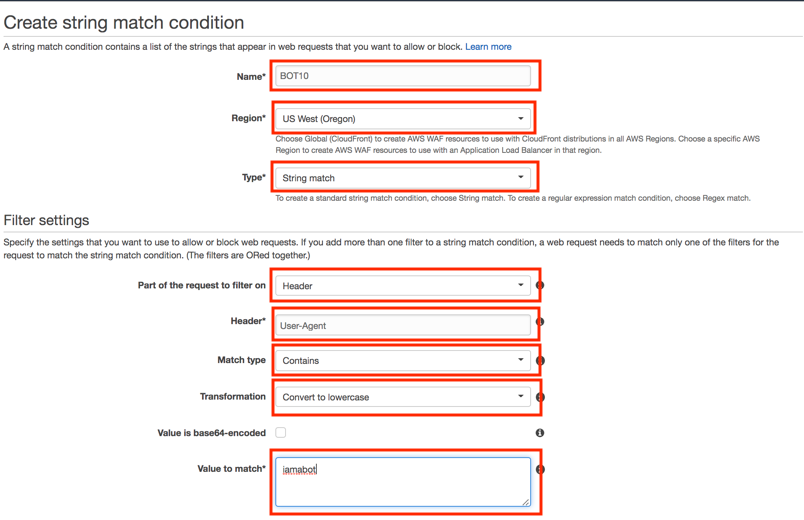 Create string match condition
A string match condition contains a list of the strings that appear in web requests that you want to allow or block. Learn more
Name* BOT10
Region* US West (Oregon)
Choose Global (CloudFront) to create AWS WAF resources to use with CloudFront distributions in all AWS Regions. Choose a specific AWS
Region to create AWS WAF resources to use with an Application Load Balancer in that region.
Type* String match
To create a standard string match condition, choose String match. To create a regular expression match condition, choose Regex match.
Filter settings
Specify the settings that you want to use to allow or block web requests. If you add more than one filter to a string match condition, a web request needs to match only one of the filters for the
request to match the string match condition. (The filters are ORed together.)
Part of the request to filter on Header
Header* User-Agent
Match type Contains
Transformation Convert to lowercase
Value is base64-encoded
Value to match* iamabot